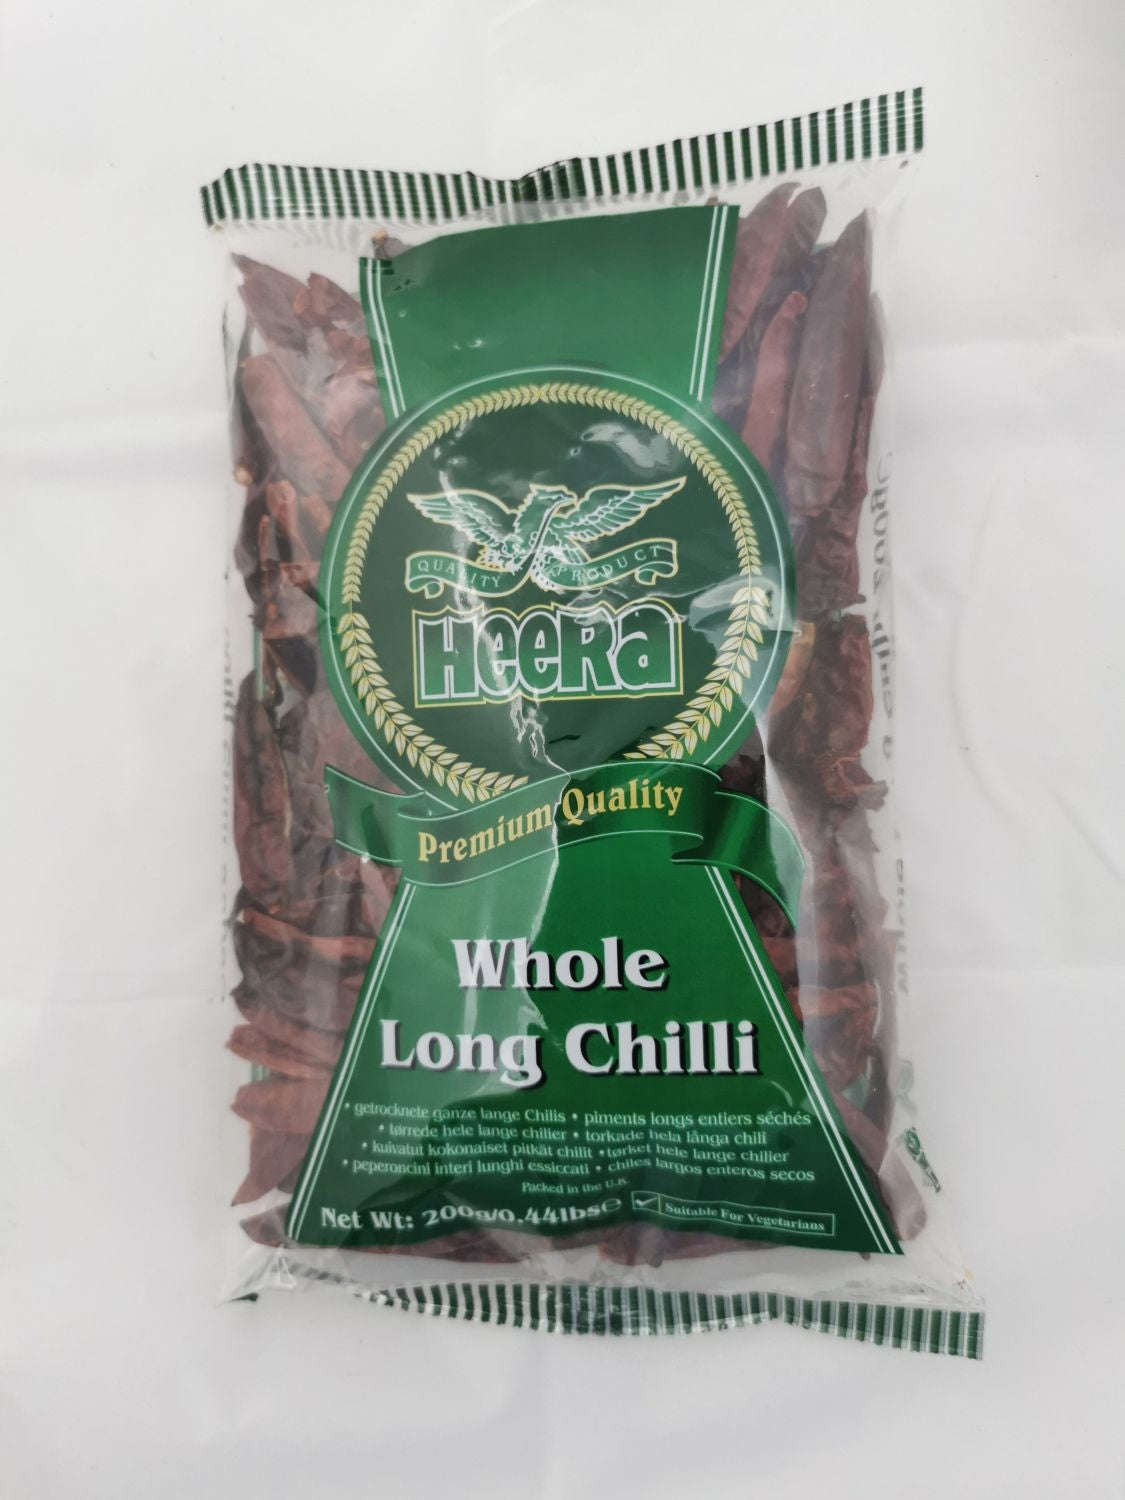 QUALITY PRODUCT
HeeRa
Premium Quality
Whole
Long Chilli
• getrocknete ganze lange Chilis • piments longs entiers séchés
• tørrede hele lange chilier • torkade hela långa chili
• kuivatut kokonaiset pitkät chilit • tørket hele lange chilier
• peperoncini interi lunghi essiccati • chiles largos enteros secos
Packed in the U.K.
Net Wt: 200g/0.44lbs℮ Suitable For Vegetarians